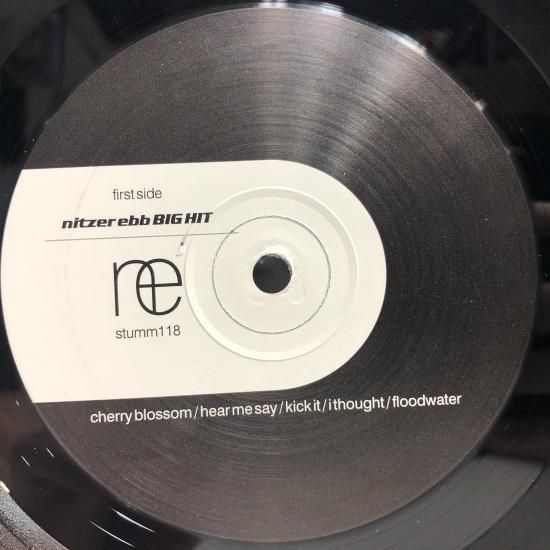 first side
nitzer ebb BIG HIT
ne
stumm118
cherry blossom / hear me say / kick it / i thought / floodwater